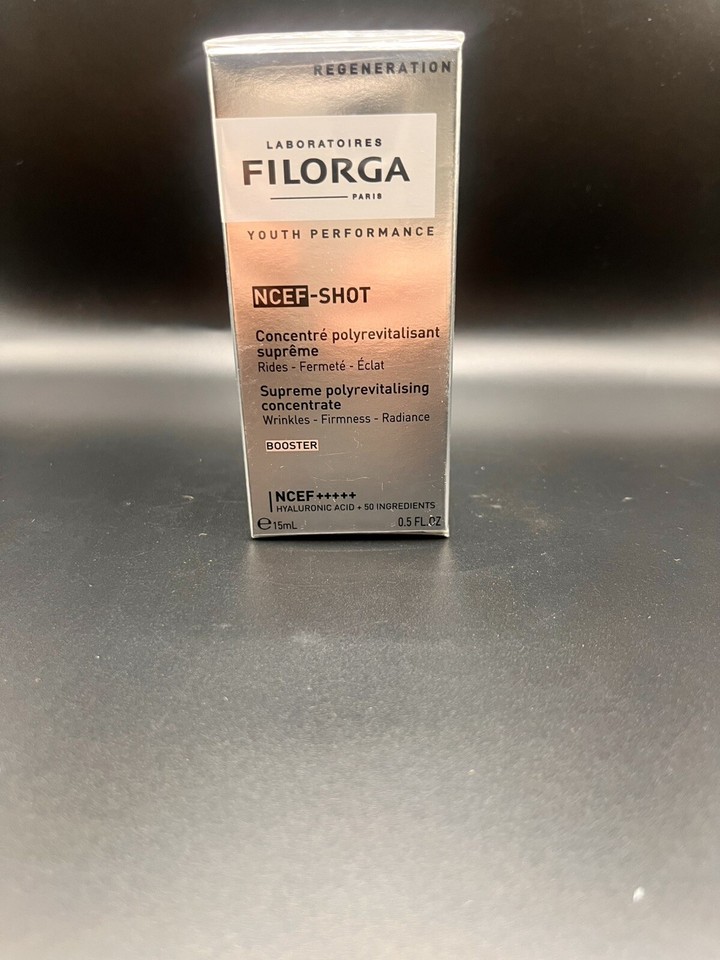 REGENERATION
LABORATOIRES
FILORGA
PARIS
YOUTH PERFORMANCE
NCEF-SHOT
Concentré polyrevitalisant
suprême
Rides - Fermeté - Éclat
Supreme polyrevitalising
concentrate
Wrinkles - Firmness - Radiance
BOOSTER
NCEF+++++
HYALURONIC ACID + 50 INGREDIENTS
℮15mL 0.5 FL.OZ